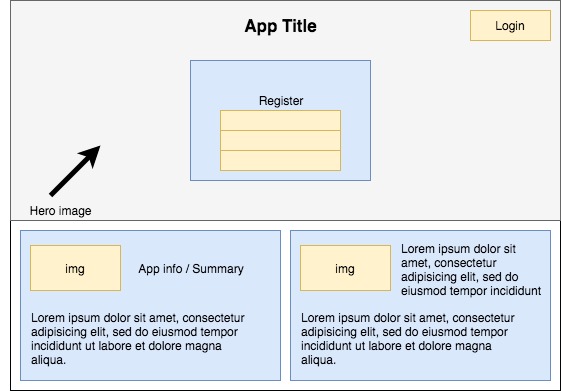 App Title
Login
Register
Hero image
img
App info / Summary
Lorem ipsum dolor sit amet, consectetur
adipisicing elit, sed do eiusmod tempor
incididunt ut labore et dolore magna
aliqua.
img
Lorem ipsum dolor sit
amet, consectetur
adipisicing elit, sed do
eiusmod tempor incididunt
Lorem ipsum dolor sit amet, consectetur
adipisicing elit, sed do eiusmod tempor
incididunt ut labore et dolore magna
aliqua.